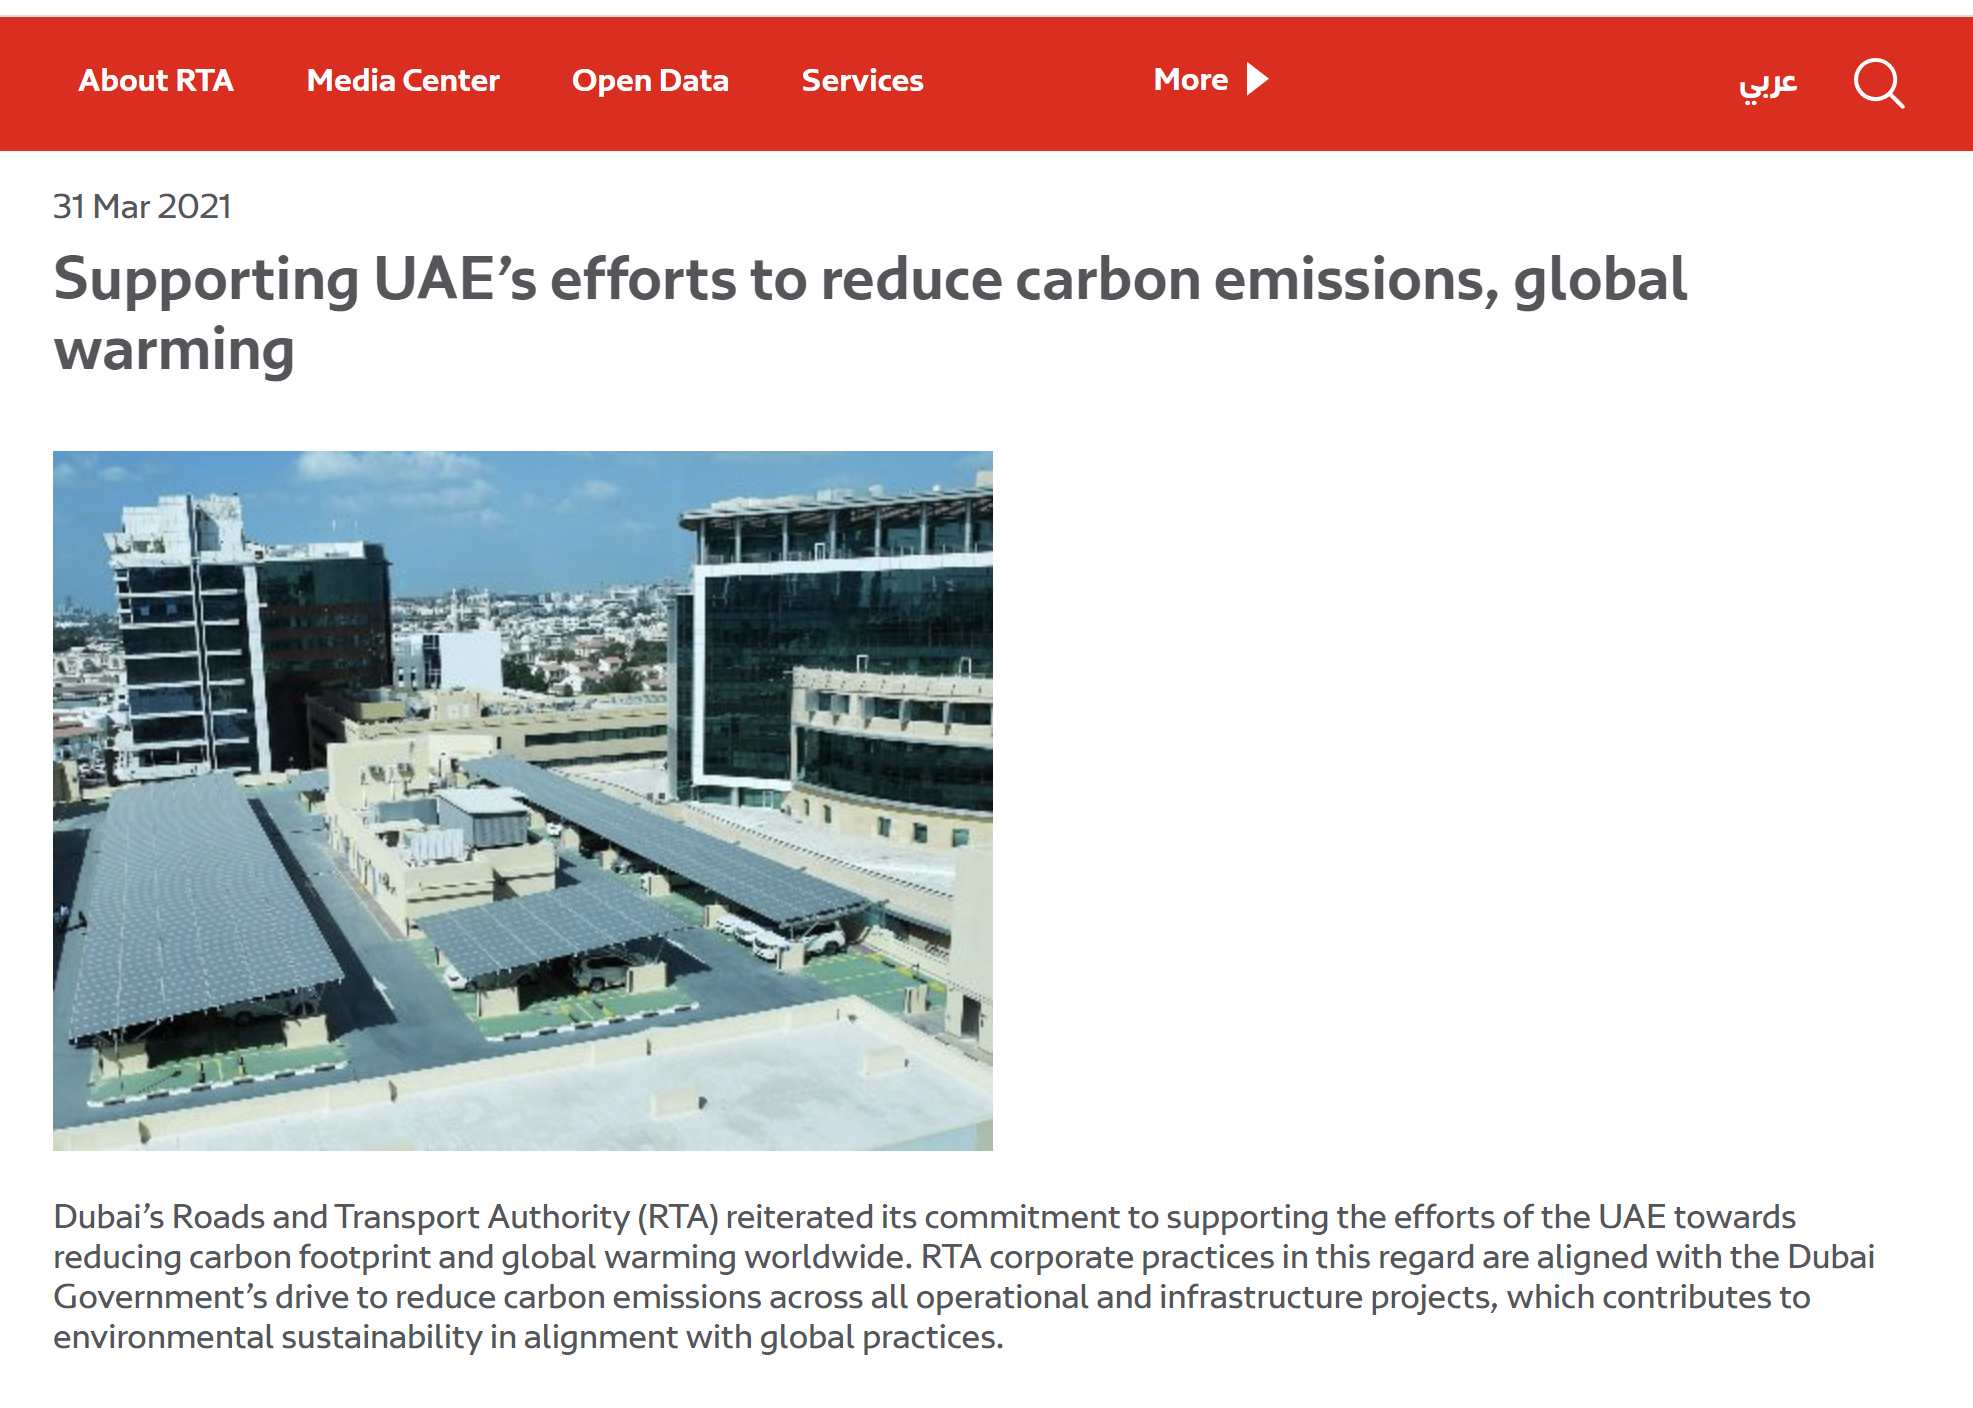 About RTA Media Center Open Data Services More عربي
31 Mar 2021
Supporting UAE’s efforts to reduce carbon emissions, global
warming
Dubai’s Roads and Transport Authority (RTA) reiterated its commitment to supporting the efforts of the UAE towards
reducing carbon footprint and global warming worldwide. RTA corporate practices in this regard are aligned with the Dubai
Government’s drive to reduce carbon emissions across all operational and infrastructure projects, which contributes to
environmental sustainability in alignment with global practices.